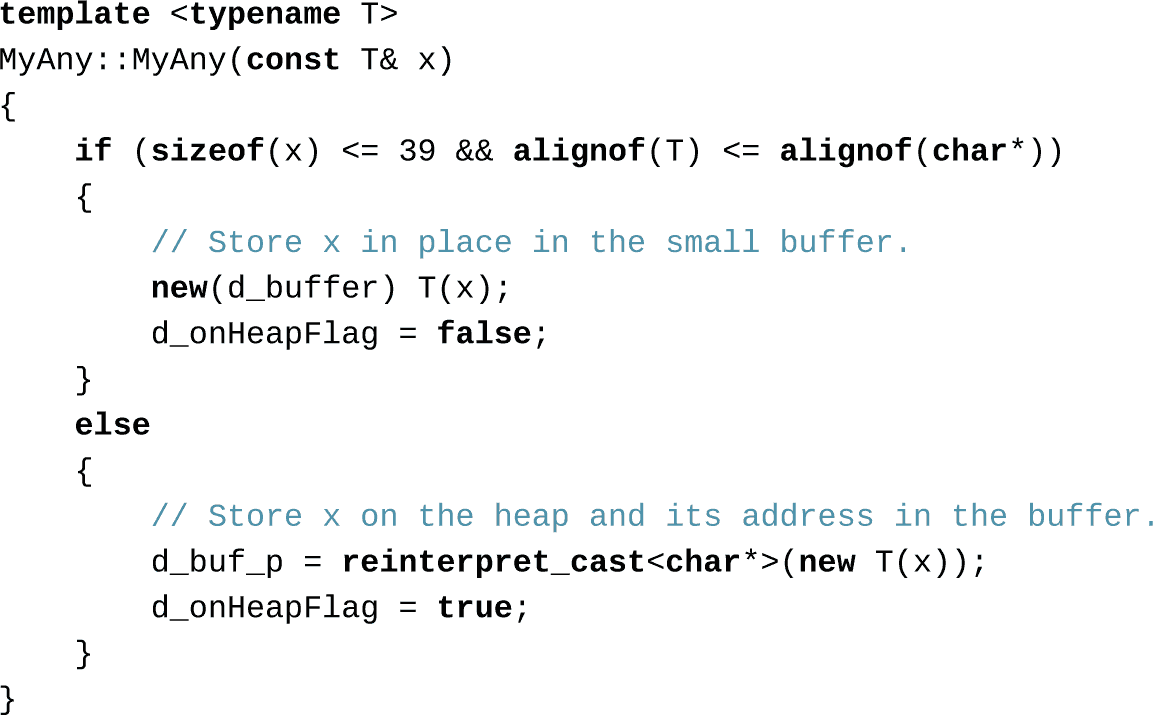 template <typename T>
MyAny::MyAny(const T& x)
{
    if (sizeof(x) <= 39 && alignof(T) <= alignof(char*))
    {
        // Store x in place in the small buffer.
        new(d_buffer) T(x);
        d_onHeapFlag = false;
    }
    else
    {
        // Store x on the heap and its address in the buffer.
        d_buf_p = reinterpret_cast<char*>(new T(x));
        d_onHeapFlag = true;
    }
}